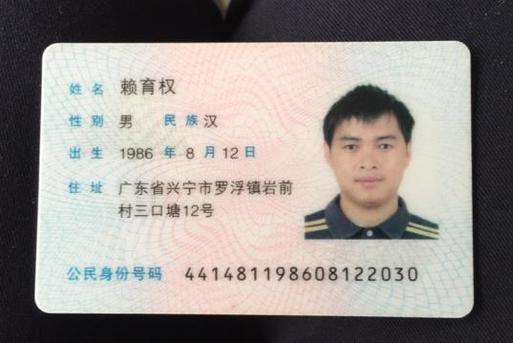 姓名 赖育权
性别 男 民族 汉
出生 1986 年 8 月 12 日
住址 广东省兴宁市罗浮镇岩前
村三口塘12号
公民身份号码 441481198608122030